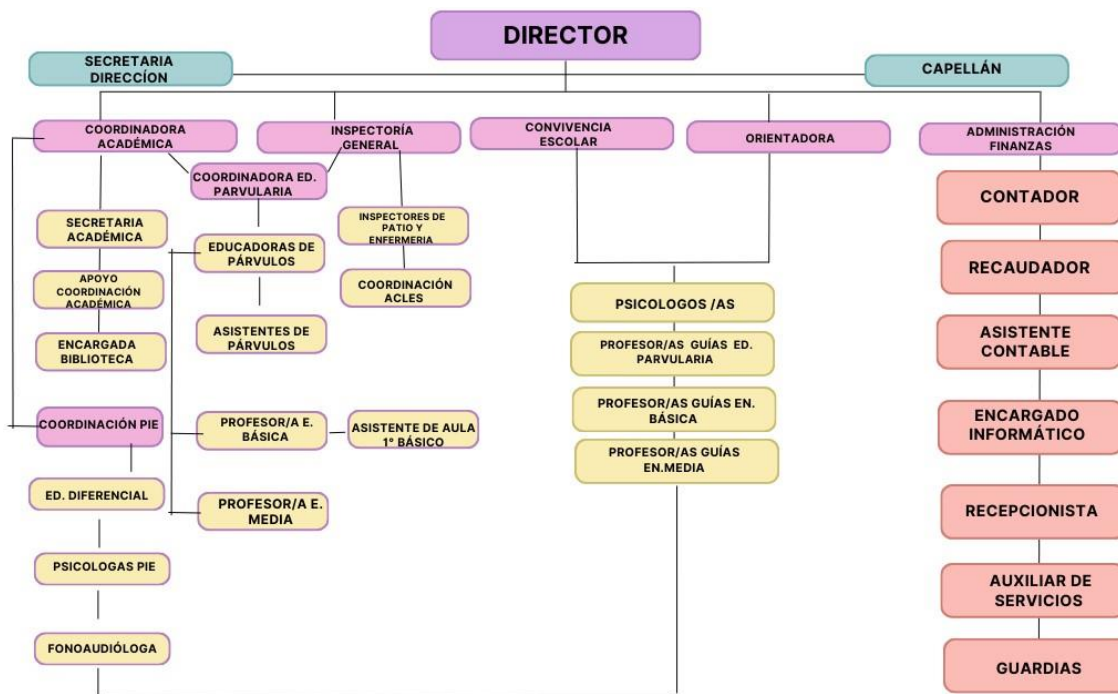 DIRECTOR
SECRETARIA
DIRECCÍON
CAPELLÁN
COORDINADORA
ACADÉMICA
INSPECTORÍA
GENERAL
CONVIVENCIA
ESCOLAR
ORIENTADORA
ADMINISTRACIÓN
FINANZAS
COORDINADORA ED.
PARVULARIA
CONTADOR
SECRETARIA
ACADÉMICA
INSPECTORES DE
PATIO Y
ENFERMERIA
EDUCADORAS DE
PÁRVULOS
RECAUDADOR
APOYO
COORDINACIÓN
ACADÉMICA
COORDINACIÓN
ACLES
PSICOLOGOS /AS
ASISTENTES DE
PÁRVULOS
ASISTENTE
CONTABLE
ENCARGADA
BIBLIOTECA
PROFESOR/AS GUÍAS ED.
PARVULARIA
PROFESOR/AS GUÍAS EN.
BÁSICA
COORDINACIÓN PIE
PROFESOR/A E.
BÁSICA
ASISTENTE DE AULA
1° BÁSICO
ENCARGADO
INFORMÁTICO
PROFESOR/AS GUÍAS
EN.MEDIA
ED. DIFERENCIAL
PROFESOR/A E.
MEDIA
RECEPCIONISTA
PSICOLOGAS PIE
AUXILIAR DE
SERVICIOS
FONOAUDIÓLOGA
GUARDIAS